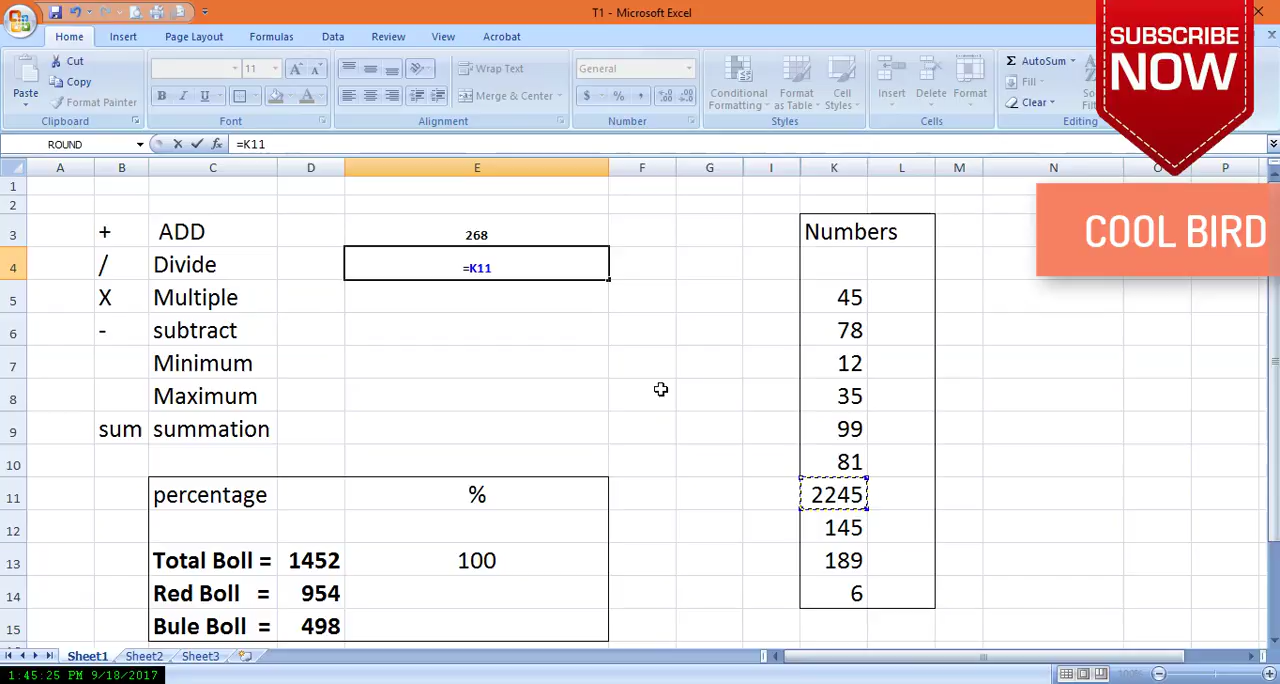 T1 - Microsoft Excel
Home Insert Page Layout Formulas Data Review View Acrobat
SUBSCRIBE
NOW
COOL BIRD
Paste
Cut
Copy
Format Painter
Clipboard
11
A A
B I U
A
Font
Wrap Text
Merge & Center
Alignment
General
$ % ,
Number
Conditional
Formatting
Format
as Table
Cell
Styles
Styles
Insert Delete Format
Cells
Σ AutoSum
Fill
Clear
Editing
ROUND fx =K11
A B C D E F G I K L M N O P
1
2
3 + ADD 268 Numbers
4 / Divide =K11
5 X Multiple 45
6 - subtract 78
7 Minimum 12
8 Maximum 35
9 sum summation 99
10 81
11 percentage % 2245
12 145
13 Total Boll = 1452 100 189
14 Red Boll = 954 6
15 Bule Boll = 498
Sheet1 Sheet2 Sheet3
1:45:25 PM 9/18/2017
100%